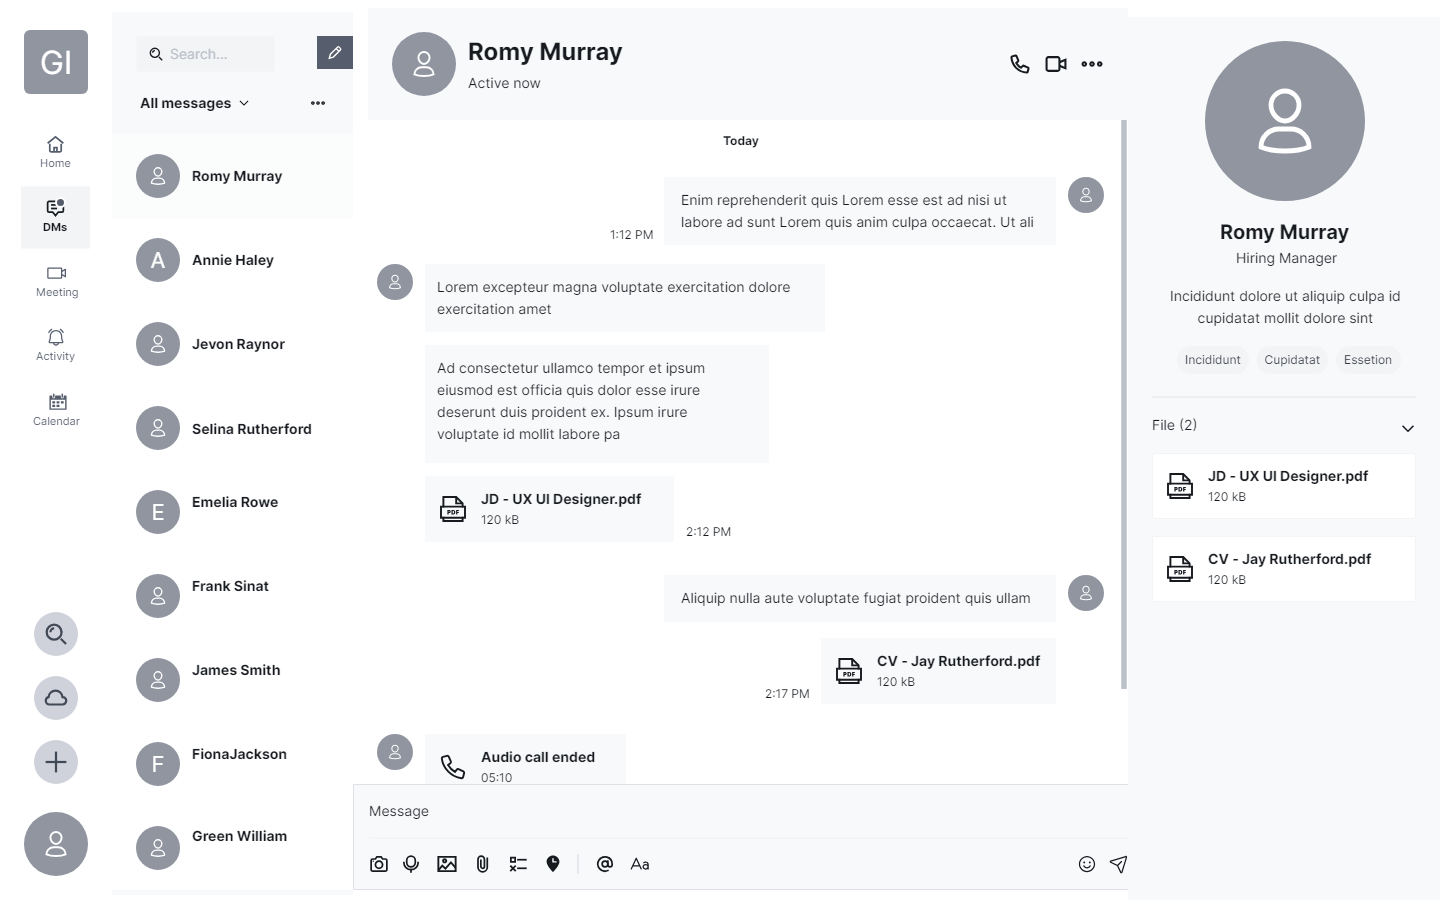 GI
Home
DMs
Meeting
Activity
Calendar
Search...
All messages
Romy Murray
A
Annie Haley
Jevon Raynor
Selina Rutherford
E
Emelia Rowe
Frank Sinat
James Smith
F
FionaJackson
Green William
Romy Murray
Active now
Today
Enim reprehenderit quis Lorem esse est ad nisi ut
labore ad sunt Lorem quis anim culpa occaecat. Ut ali
1:12 PM
Lorem excepteur magna voluptate exercitation dolore
exercitation amet
Ad consectetur ullamco tempor et ipsum
eiusmod est officia quis dolor esse irure
deserunt duis proident ex. Ipsum irure
voluptate id mollit labore pa
PDF
JD - UX UI Designer.pdf
120 kB
2:12 PM
Aliquip nulla aute voluptate fugiat proident quis ullam
PDF
CV - Jay Rutherford.pdf
120 kB
2:17 PM
Audio call ended
05:10
Message
@
Aa
Romy Murray
Hiring Manager
Incididunt dolore ut aliquip culpa id
cupidatat mollit dolore sint
Incididunt
Cupidatat
Essetion
File (2)
PDF
JD - UX UI Designer.pdf
120 kB
PDF
CV - Jay Rutherford.pdf
120 kB